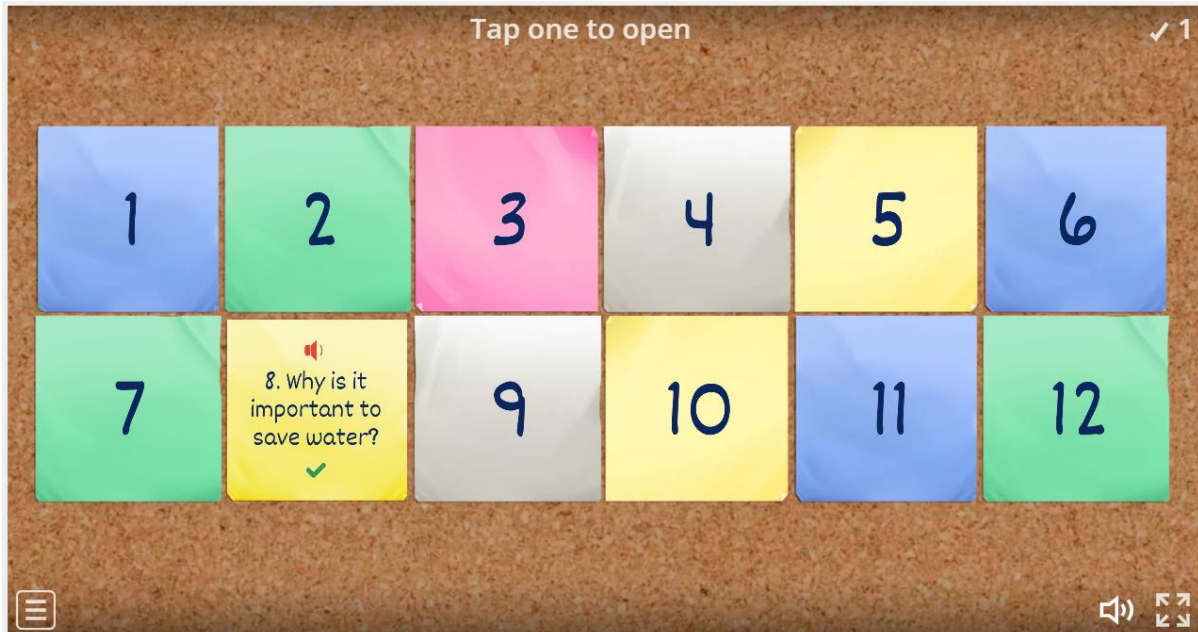 Tap one to open
✓ 1
1 2 3 4 5 6
7
8. Why is it
important to
save water?
9 10 11 12